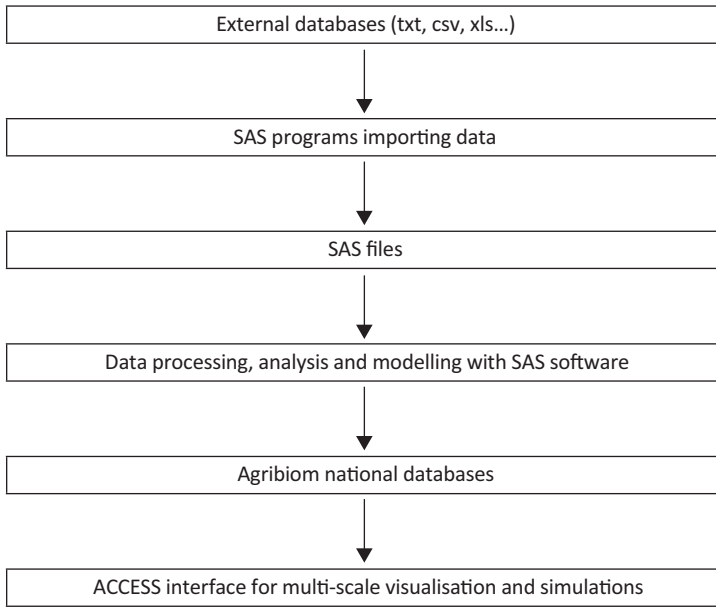 External databases (txt, csv, xls…)
SAS programs importing data
SAS files
Data processing, analysis and modelling with SAS software
Agribiom national databases
ACCESS interface for multi-scale visualisation and simulations